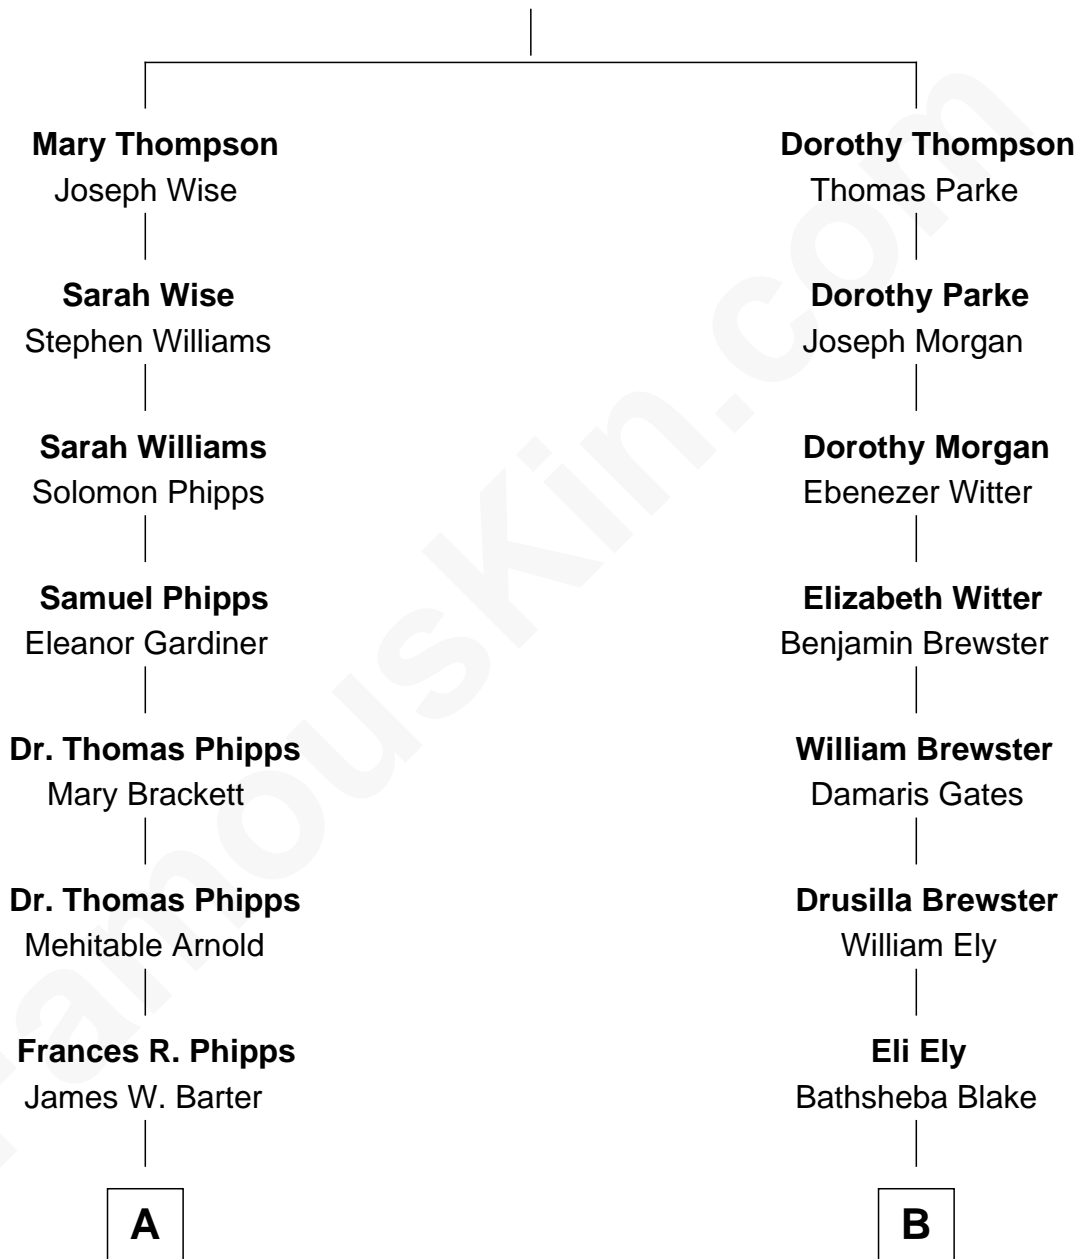 Mary Thompson
Joseph Wise
Sarah Wise
Stephen Williams
Sarah Williams
Solomon Phipps
Samuel Phipps
Eleanor Gardiner
Dr. Thomas Phipps
Mary Brackett
Dr. Thomas Phipps
Mehitable Arnold
Frances R. Phipps
James W. Barter
A
Dorothy Thompson
Thomas Parke
Dorothy Parke
Joseph Morgan
Dorothy Morgan
Ebenezer Witter
Elizabeth Witter
Benjamin Brewster
William Brewster
Damaris Gates
Drusilla Brewster
William Ely
Eli Ely
Bathsheba Blake
B
FamousKin.com